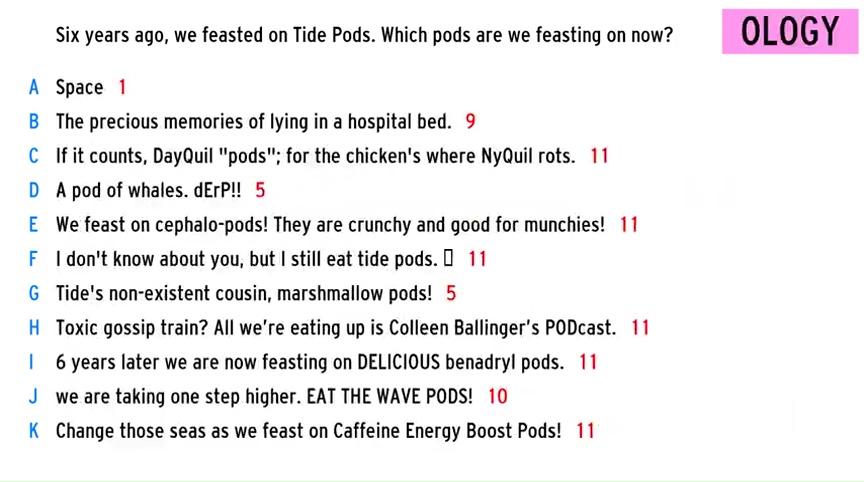 Six years ago, we feasted on Tide Pods. Which pods are we feasting on now?
OLOGY
A Space 1
B The precious memories of lying in a hospital bed. 9
C If it counts, DayQuil "pods"; for the chicken's where NyQuil rots. 11
D A pod of whales. dErP!! 5
E We feast on cephalo-pods! They are crunchy and good for munchies! 11
F I don't know about you, but I still eat tide pods. ▯ 11
G Tide's non-existent cousin, marshmallow pods! 5
H Toxic gossip train? All we're eating up is Colleen Ballinger's PODcast. 11
I 6 years later we are now feasting on DELICIOUS benadryl pods. 11
J we are taking one step higher. EAT THE WAVE PODS! 10
K Change those seas as we feast on Caffeine Energy Boost Pods! 11